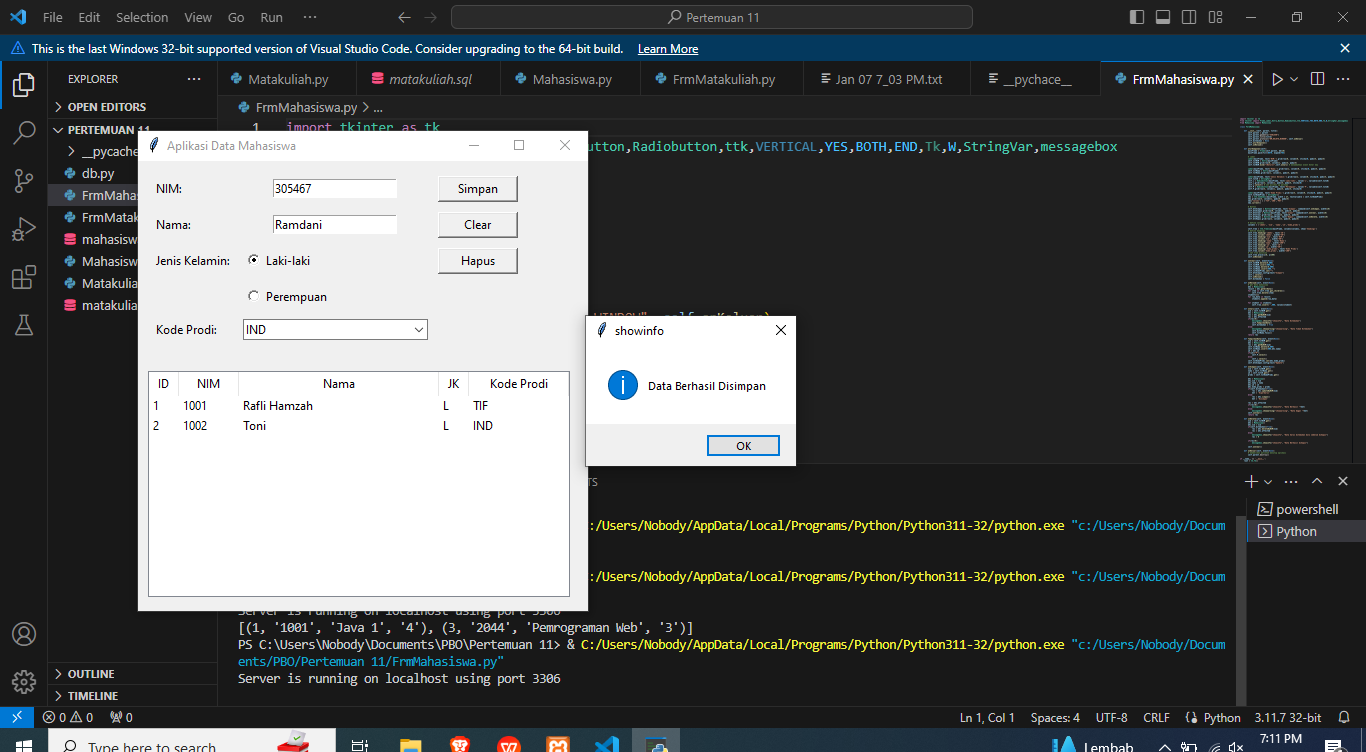 File Edit Selection View Go Run ··· Pertemuan 11
This is the last Windows 32-bit supported version of Visual Studio Code. Consider upgrading to the 64-bit build. Learn More
EXPLORER ···
Matakuliah.py matakuliah.sql Mahasiswa.py FrmMatakuliah.py Jan 07 7_03 PM.txt __pychace__ FrmMahasiswa.py
OPEN EDITORS
PERTEMUAN 11
__pycache
db.py
FrmMahas
FrmMatak
mahasisw
Mahasisw
Matakulia
matakulia
OUTLINE
TIMELINE
FrmMahasiswa.py > ...
1 import tkinter as tk
utton,Radiobutton,ttk,VERTICAL,YES,BOTH,END,Tk,W,StringVar,messagebox
Aplikasi Data Mahasiswa
NIM: 305467 Simpan
Nama: Ramdani Clear
Jenis Kelamin: Laki-laki Hapus
Perempuan
Kode Prodi: IND
ID NIM Nama JK Kode Prodi
1 1001 Rafli Hamzah L TIF
2 1002 Toni L IND
showinfo
Data Berhasil Disimpan
OK
TS
powershell
Python
:/Users/Nobody/AppData/Local/Programs/Python/Python311-32/python.exe "c:/Users/Nobody/Docum
:/Users/Nobody/AppData/Local/Programs/Python/Python311-32/python.exe "c:/Users/Nobody/Docum
Server is running on localhost using port 3306
[(1, '1001', 'Java 1', '4'), (3, '2044', 'Pemrograman Web', '3')]
PS C:\Users\Nobody\Documents\PBO\Pertemuan 11> & C:/Users/Nobody/AppData/Local/Programs/Python/Python311-32/python.exe "c:/Users/Nobody/Docum
ents/PBO/Pertemuan 11/FrmMahasiswa.py"
Server is running on localhost using port 3306
0 0 0 Ln 1, Col 1 Spaces: 4 UTF-8 CRLF Python 3.11.7 32-bit
Type here to search Lembab 7:11 PM